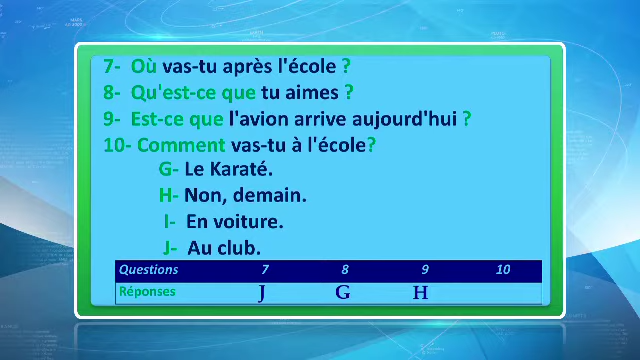 7- Où vas-tu après l'école ?
8- Qu'est-ce que tu aimes ?
9- Est-ce que l'avion arrive aujourd'hui ?
10- Comment vas-tu à l'école?
G- Le Karaté.
H- Non, demain.
I- En voiture.
J- Au club.
Questions 7 8 9 10
Réponses J G H